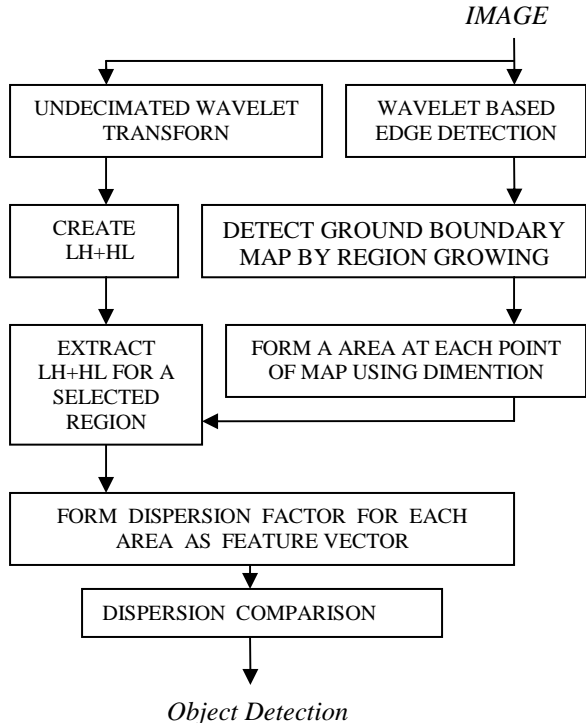 IMAGE
UNDECIMATED WAVELET
TRANSFORN
WAVELET BASED
EDGE DETECTION
CREATE
LH+HL
DETECT GROUND BOUNDARY
MAP BY REGION GROWING
EXTRACT
LH+HL FOR A
SELECTED
REGION
FORM A AREA AT EACH POINT
OF MAP USING DIMENTION
FORM DISPERSION FACTOR FOR EACH
AREA AS FEATURE VECTOR
DISPERSION COMPARISON
Object Detection